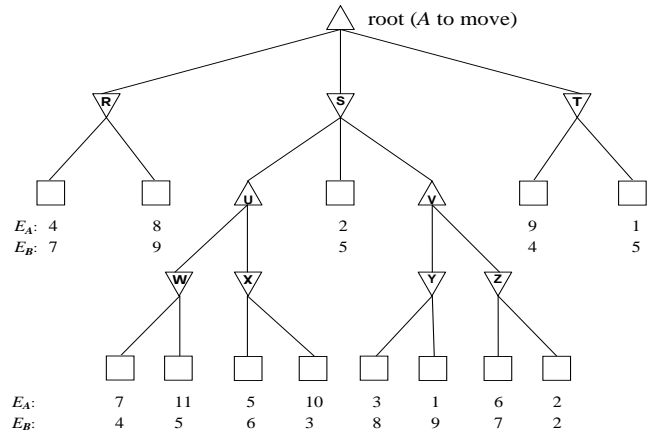 root (A to move)
R S T
U V
E_A: 4 8 2 9 1
E_B: 7 9 5 4 5
W X Y Z
E_A: 7 11 5 10 3 1 6 2
E_B: 4 5 6 3 8 9 7 2